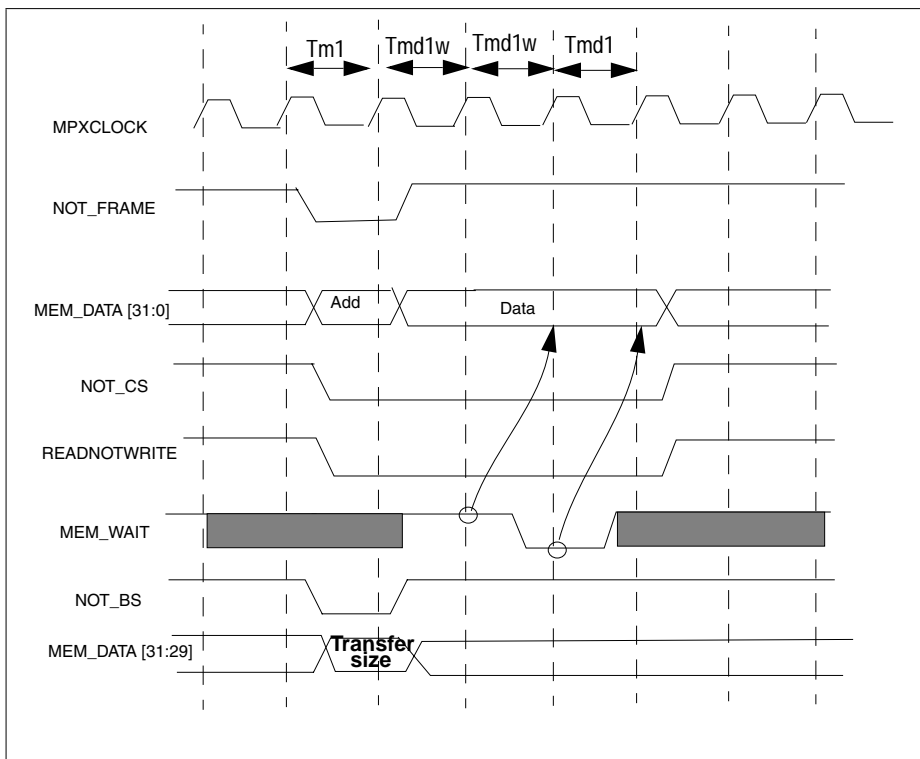 Tm1 Tmd1w Tmd1w Tmd1
MPXCLOCK
NOT_FRAME
MEM_DATA [31:0] Add Data
NOT_CS
READNOTWRITE
MEM_WAIT
NOT_BS
MEM_DATA [31:29] Transfer
size